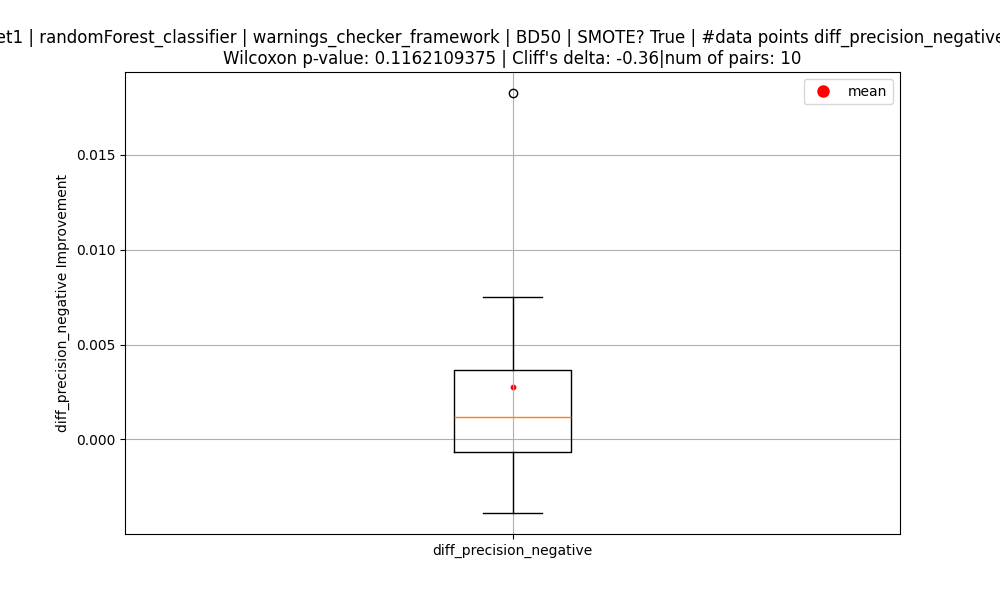 et1 | randomForest_classifier | warnings_checker_framework | BD50 | SMOTE? True | #data points diff_precision_negative
Wilcoxon p-value: 0.1162109375 | Cliff's delta: -0.36|num of pairs: 10
mean
0.015
0.010
0.005
0.000
diff_precision_negative Improvement
diff_precision_negative